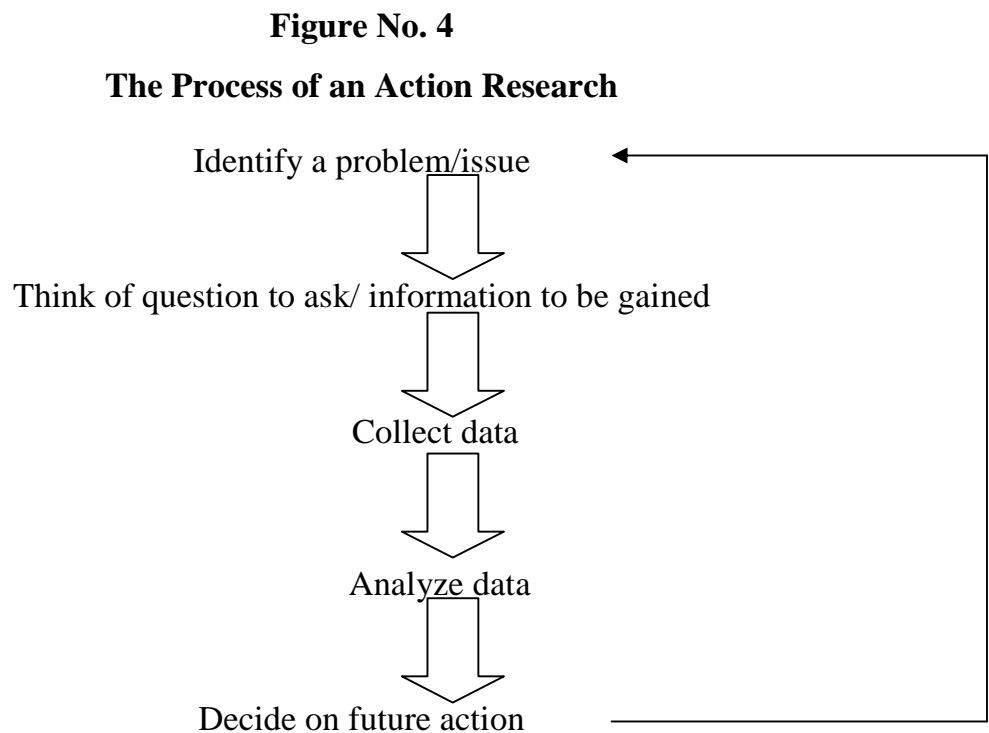 Figure No. 4
The Process of an Action Research
Identify a problem/issue
Think of question to ask/ information to be gained
Collect data
Analyze data
Decide on future action